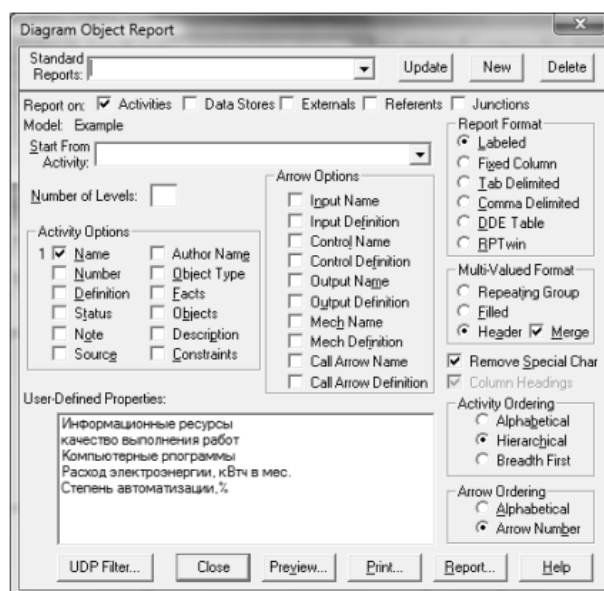 Diagram Object Report
Standard Reports: Update New Delete
Report on: Activities Data Stores Externals Referents Junctions
Model: Example
Start From Activity:
Number of Levels:
Activity Options
1 Name Author Name
Number Object Type
Definition Facts
Status Objects
Note Description
Source Constraints
Arrow Options
Input Name
Input Definition
Control Name
Control Definition
Output Name
Output Definition
Mech Name
Mech Definition
Call Arrow Name
Call Arrow Definition
Report Format
Labeled
Fixed Column
Tab Delimited
Comma Delimited
DDE Table
RPTwin
Multi-Valued Format
Repeating Group
Filled
Header Merge
Remove Special Char
Column Headings
Activity Ordering
Alphabetical
Hierarchical
Breadth First
Arrow Ordering
Alphabetical
Arrow Number
User-Defined Properties:
Информационные ресурсы
качество выполнения работ
Компьютерные рпограммы
Расход электроэнергии, кВтч в мес.
Степень автоматизации,%
UDP Filter... Close Preview... Print... Report... Help